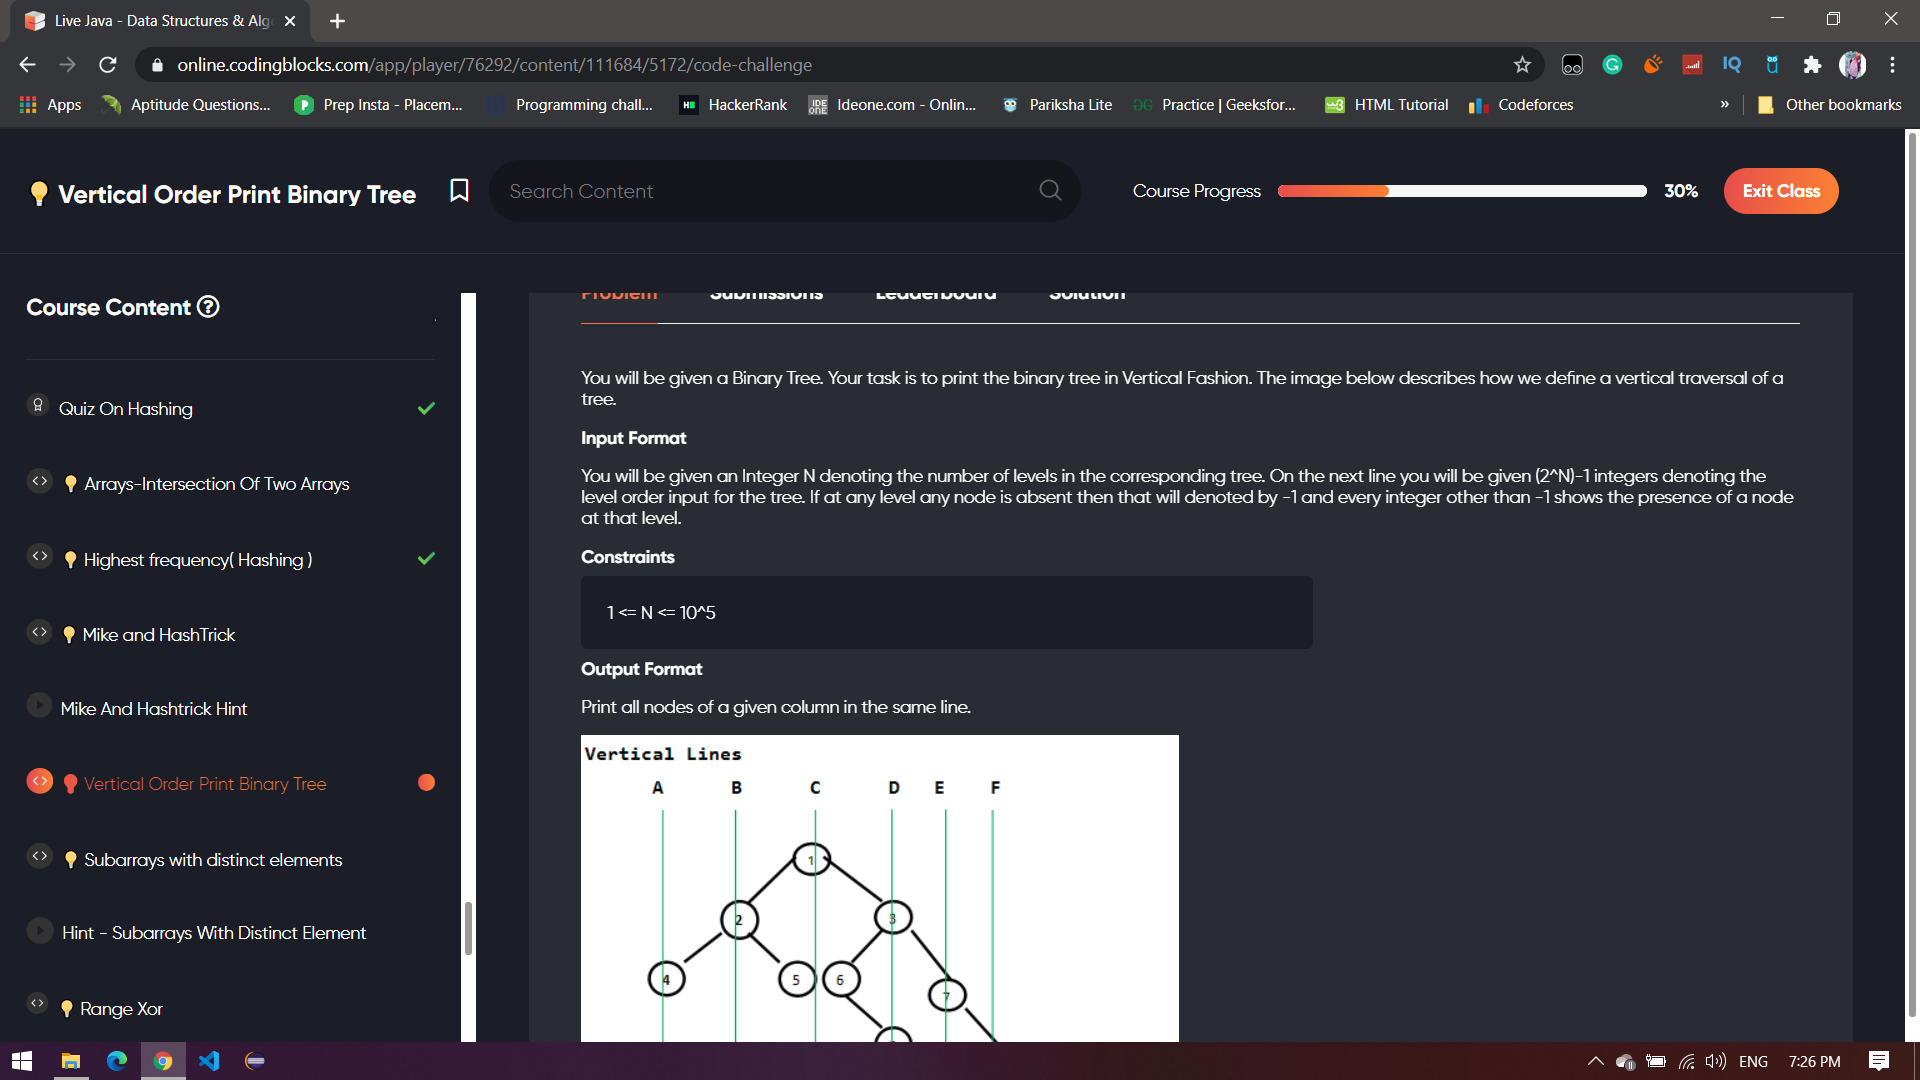 Live Java - Data Structures & Alg
online.codingblocks.com/app/player/76292/content/111684/5172/code-challenge
Apps Aptitude Questions... Prep Insta - Placem... Programming chall... HackerRank Ideone.com - Onlin... Pariksha Lite Practice | Geeksfor... HTML Tutorial Codeforces » Other bookmarks
Vertical Order Print Binary Tree Search Content Course Progress 30% Exit Class
Course Content
Quiz On Hashing
Arrays-Intersection Of Two Arrays
Highest frequency( Hashing )
Mike and HashTrick
Mike And Hashtrick Hint
Vertical Order Print Binary Tree
Subarrays with distinct elements
Hint - Subarrays With Distinct Element
Range Xor
Problem Submissions Leaderboard Solution
You will be given a Binary Tree. Your task is to print the binary tree in Vertical Fashion. The image below describes how we define a vertical traversal of a
tree.
Input Format
You will be given an Integer N denoting the number of levels in the corresponding tree. On the next line you will be given (2^N)-1 integers denoting the
level order input for the tree. If at any level any node is absent then that will denoted by -1 and every integer other than -1 shows the presence of a node
at that level.
Constraints
1 <= N <= 10^5
Output Format
Print all nodes of a given column in the same line.
Vertical Lines
A B C D E F
1
2 3
4 5 6 7
ENG 7:26 PM